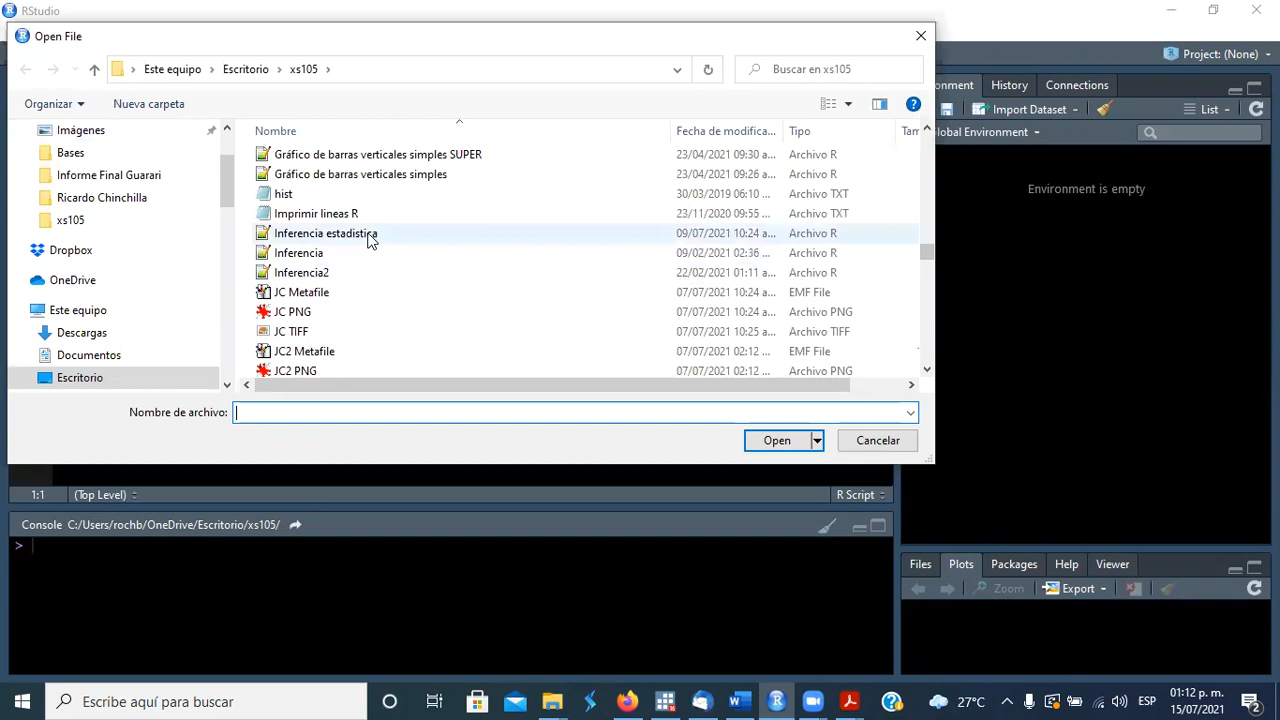 RStudio
Open File
Este equipo > Escritorio > xs105 >
Buscar en xs105
Project: (None)
Organizar
Nueva carpeta
nment
History
Connections
Import Dataset
List
lobal Environment
Environment is empty
Imágenes
Bases
Informe Final Guarari
Ricardo Chinchilla
xs105
Dropbox
OneDrive
Este equipo
Descargas
Documentos
Escritorio
Nombre Fecha de modifica... Tipo Tam
Gráfico de barras verticales simples SUPER 23/04/2021 09:30 a... Archivo R
Gráfico de barras verticales simples 23/04/2021 09:26 a... Archivo R
hist 30/03/2019 06:10 ... Archivo TXT
Imprimir lineas R 23/11/2020 09:55 ... Archivo TXT
Inferencia estadistica 09/07/2021 10:24 a... Archivo R
Inferencia 09/02/2021 02:36 ... Archivo R
Inferencia2 22/02/2021 01:11 a... Archivo R
JC Metafile 07/07/2021 10:24 a... EMF File
JC PNG 07/07/2021 10:24 a... Archivo PNG
JC TIFF 07/07/2021 10:25 a... Archivo TIFF
JC2 Metafile 07/07/2021 02:12 ... EMF File
JC2 PNG 07/07/2021 02:12 ... Archivo PNG
Nombre de archivo:
Open
Cancelar
1:1 (Top Level) R Script
Console C:/Users/rochb/OneDrive/Escritorio/xs105/
>
Files
Plots
Packages
Help
Viewer
Zoom
Export
Escribe aquí para buscar
27°C
ESP
01:12 p. m.
15/07/2021
2